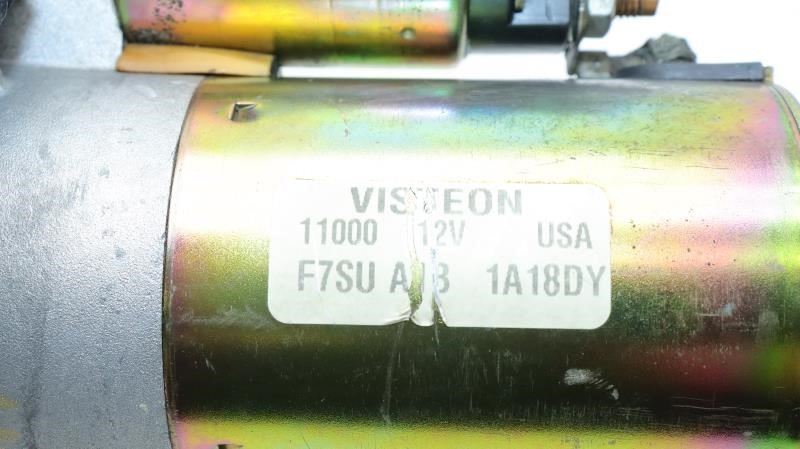 VISTEON
11000 12V USA
F7SU 1A18DY